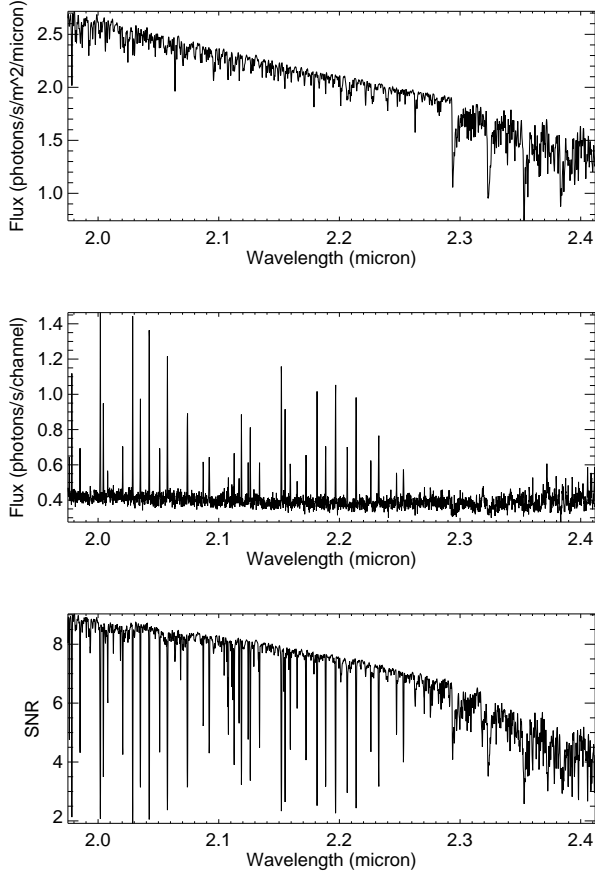 Flux (photons/s/m^2/micron)
2.5
2.0
1.5
1.0
2.0 2.1 2.2 2.3 2.4
Wavelength (micron)
Flux (photons/s/channel)
1.4
1.2
1.0
0.8
0.6
0.4
2.0 2.1 2.2 2.3 2.4
Wavelength (micron)
SNR
8
6
4
2
2.0 2.1 2.2 2.3 2.4
Wavelength (micron)